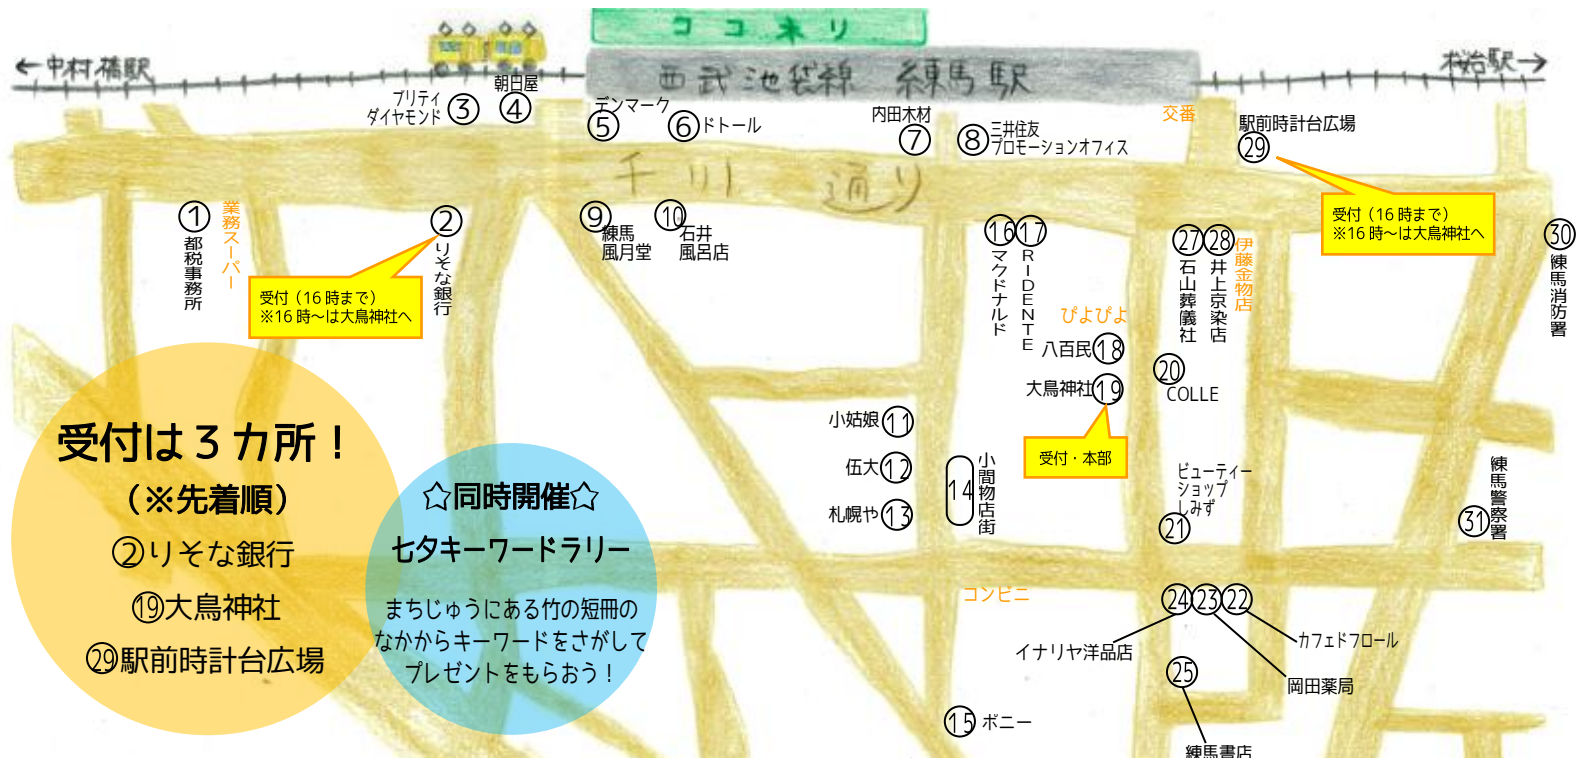 ココネリ
←中村橋駅
西武池袋線 練馬駅
桜台駅→
朝日屋
④
プリティ
ダイヤモンド
③
デンマーク
⑤
⑥ドトール
内田木材
⑦
⑧三井住友
プロモーションオフィス
交番
駅前時計台広場
㉙
千川通り
受付（16時まで）
※16時～は大鳥神社へ
①
都税事務所
業務スーパー
②
りそな銀行
受付（16時まで）
※16時～は大鳥神社へ
⑨
練馬
風月堂
⑩
石井
風呂店
⑯
マクドナルド
⑰
RIDENTE
㉗
石山葬儀社
㉘
井上京染店
伊藤金物店
㉚
練馬消防署
ぴよぴよ
八百民⑱
大鳥神社⑲
受付・本部
⑳
COLLE
小姑娘⑪
伍大⑫
札幌や⑬
14
小間物店街
ビューティー
ショップ
しみず
㉑
練馬警察署
㉛
受付は３カ所！
（※先着順）
②りそな銀行
⑲大鳥神社
㉙駅前時計台広場
☆同時開催☆
七夕キーワードラリー
まちじゅうにある竹の短冊の
なかからキーワードをさがして
プレゼントをもらおう！
コンビニ
㉔㉓㉒
イナリヤ洋品店
カフェドフロール
岡田薬局
㉕
練馬書店
⑮ボニー